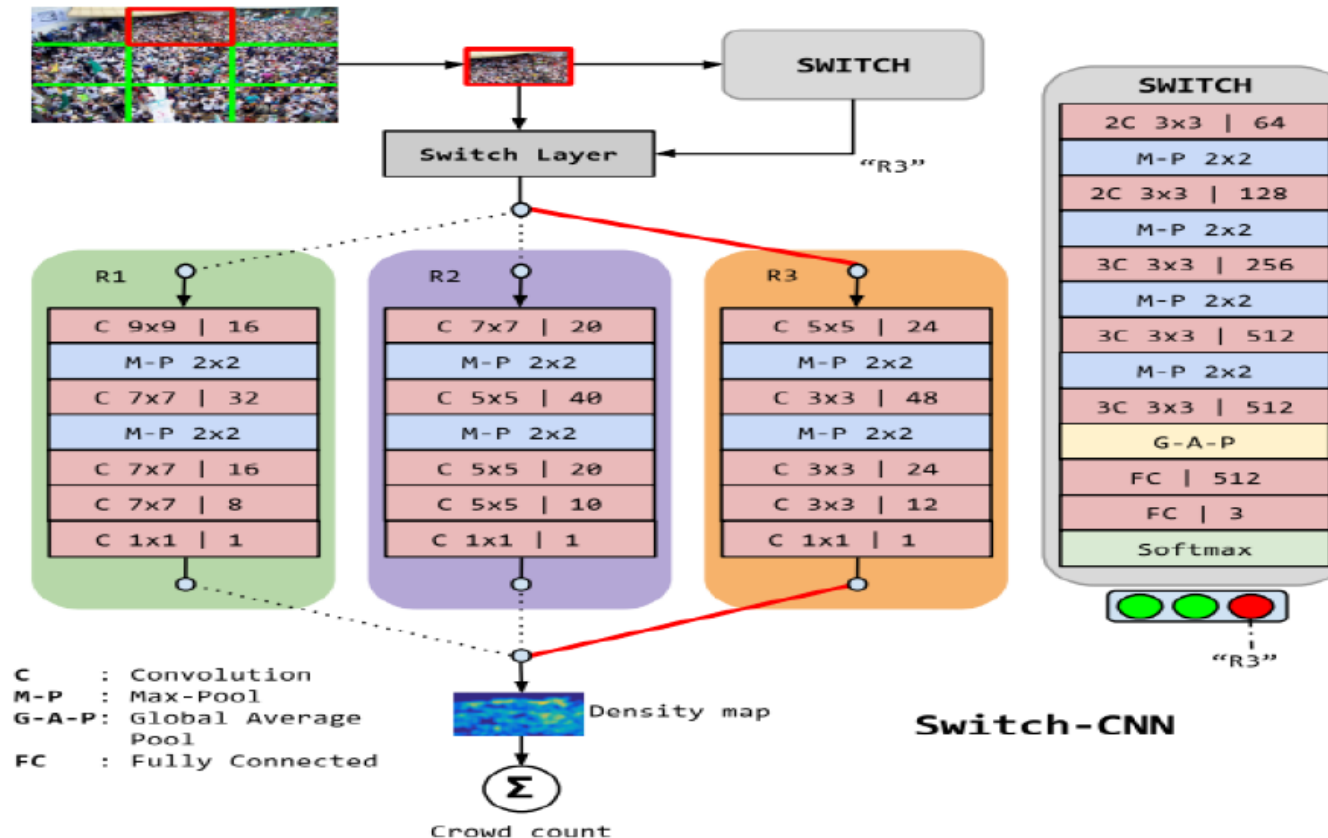 SWITCH
Switch Layer
“R3”
R1
C 9x9 | 16
M-P 2x2
C 7x7 | 32
M-P 2x2
C 7x7 | 16
C 7x7 | 8
C 1x1 | 1
R2
C 7x7 | 20
M-P 2x2
C 5x5 | 40
M-P 2x2
C 5x5 | 20
C 5x5 | 10
C 1x1 | 1
R3
C 5x5 | 24
M-P 2x2
C 3x3 | 48
M-P 2x2
C 3x3 | 24
C 3x3 | 12
C 1x1 | 1
SWITCH
2C 3x3 | 64
M-P 2x2
2C 3x3 | 128
M-P 2x2
3C 3x3 | 256
M-P 2x2
3C 3x3 | 512
M-P 2x2
3C 3x3 | 512
G-A-P
FC | 512
FC | 3
Softmax
“R3”
C : Convolution
M-P : Max-Pool
G-A-P: Global Average
Pool
FC : Fully Connected
Density map
Σ
Crowd count
Switch-CNN